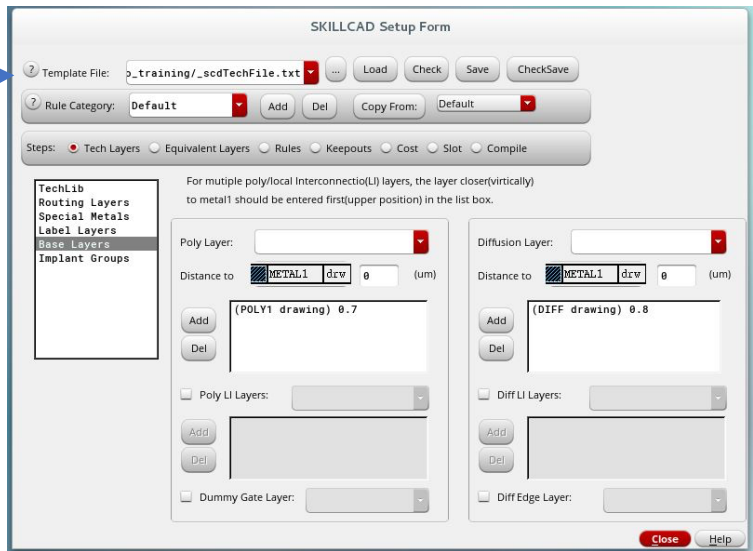 SKILLCAD Setup Form
? Template File: o_training/_scdTechFile.txt ... Load Check Save CheckSave
? Rule Category: Default Add Del Copy From: Default
Steps: Tech Layers Equivalent Layers Rules Keepouts Cost Slot Compile
TechLib
Routing Layers
Special Metals
Label Layers
Base Layers
Implant Groups
For mutiple poly/local Interconnectio(LI) layers, the layer closer(virtically)
to metal1 should be entered first(upper position) in the list box.
Poly Layer:
Distance to METAL1 drw 0 (um)
Add
Del
(POLY1 drawing) 0.7
Poly LI Layers:
Add
Del
Dummy Gate Layer:
Diffusion Layer:
Distance to METAL1 drw 0 (um)
Add
Del
(DIFF drawing) 0.8
Diff LI Layers:
Add
Del
Diff Edge Layer:
Close Help